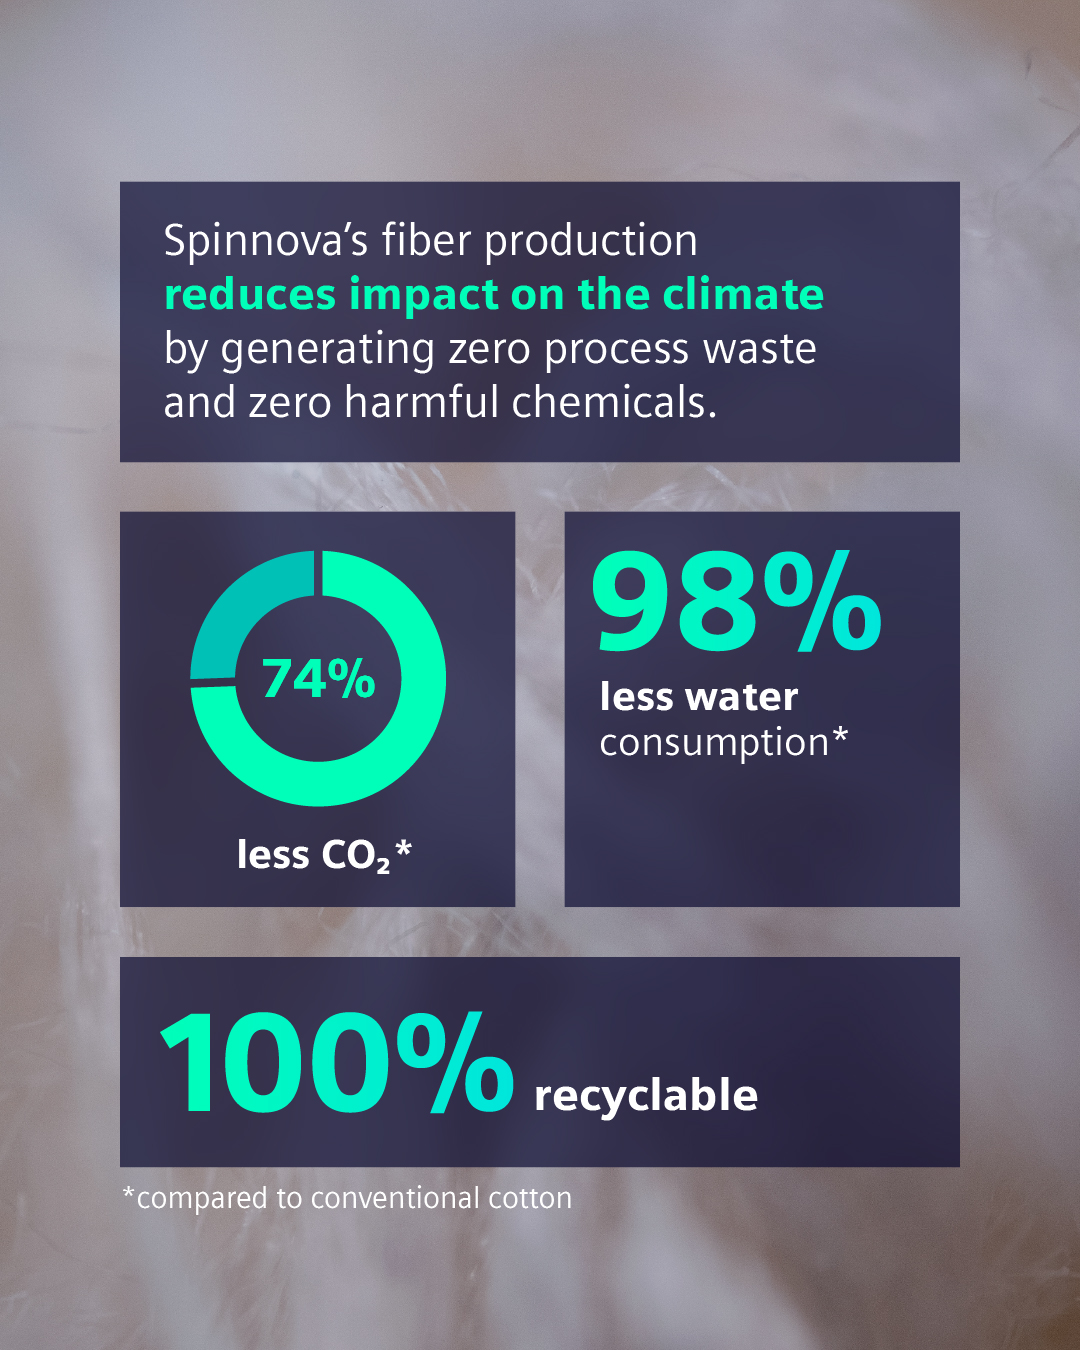 Spinnova’s fiber production
reduces impact on the climate
by generating zero process waste
and zero harmful chemicals.
74%
less CO₂*
98%
less water
consumption*
100% recyclable
*compared to conventional cotton